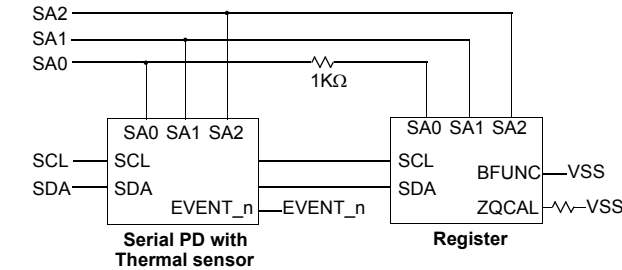 SA2
SA1
SA0
1KΩ
SA0 SA1 SA2
SA0 SA1 SA2
SCL
SCL
SCL
SDA
SDA
SDA
BFUNC
VSS
EVENT_n
EVENT_n
ZQCAL
VSS
Serial PD with
Thermal sensor
Register